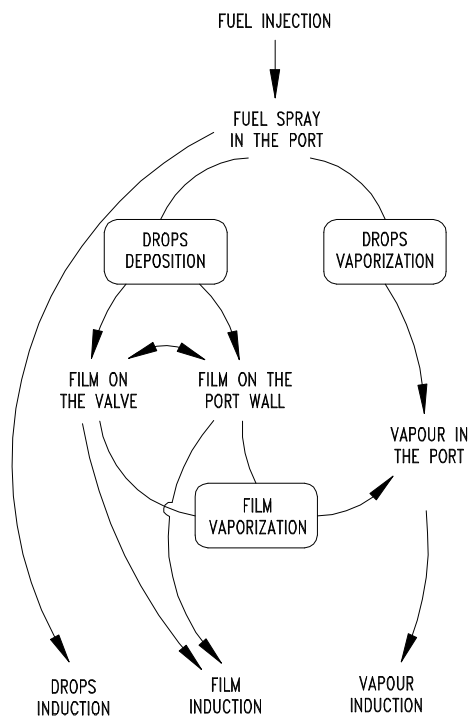 FUEL INJECTION
FUEL SPRAY
IN THE PORT
DROPS
DEPOSITION
DROPS
VAPORIZATION
FILM ON
THE VALVE
FILM ON THE
PORT WALL
VAPOUR IN
THE PORT
FILM
VAPORIZATION
DROPS
INDUCTION
FILM
INDUCTION
VAPOUR
INDUCTION